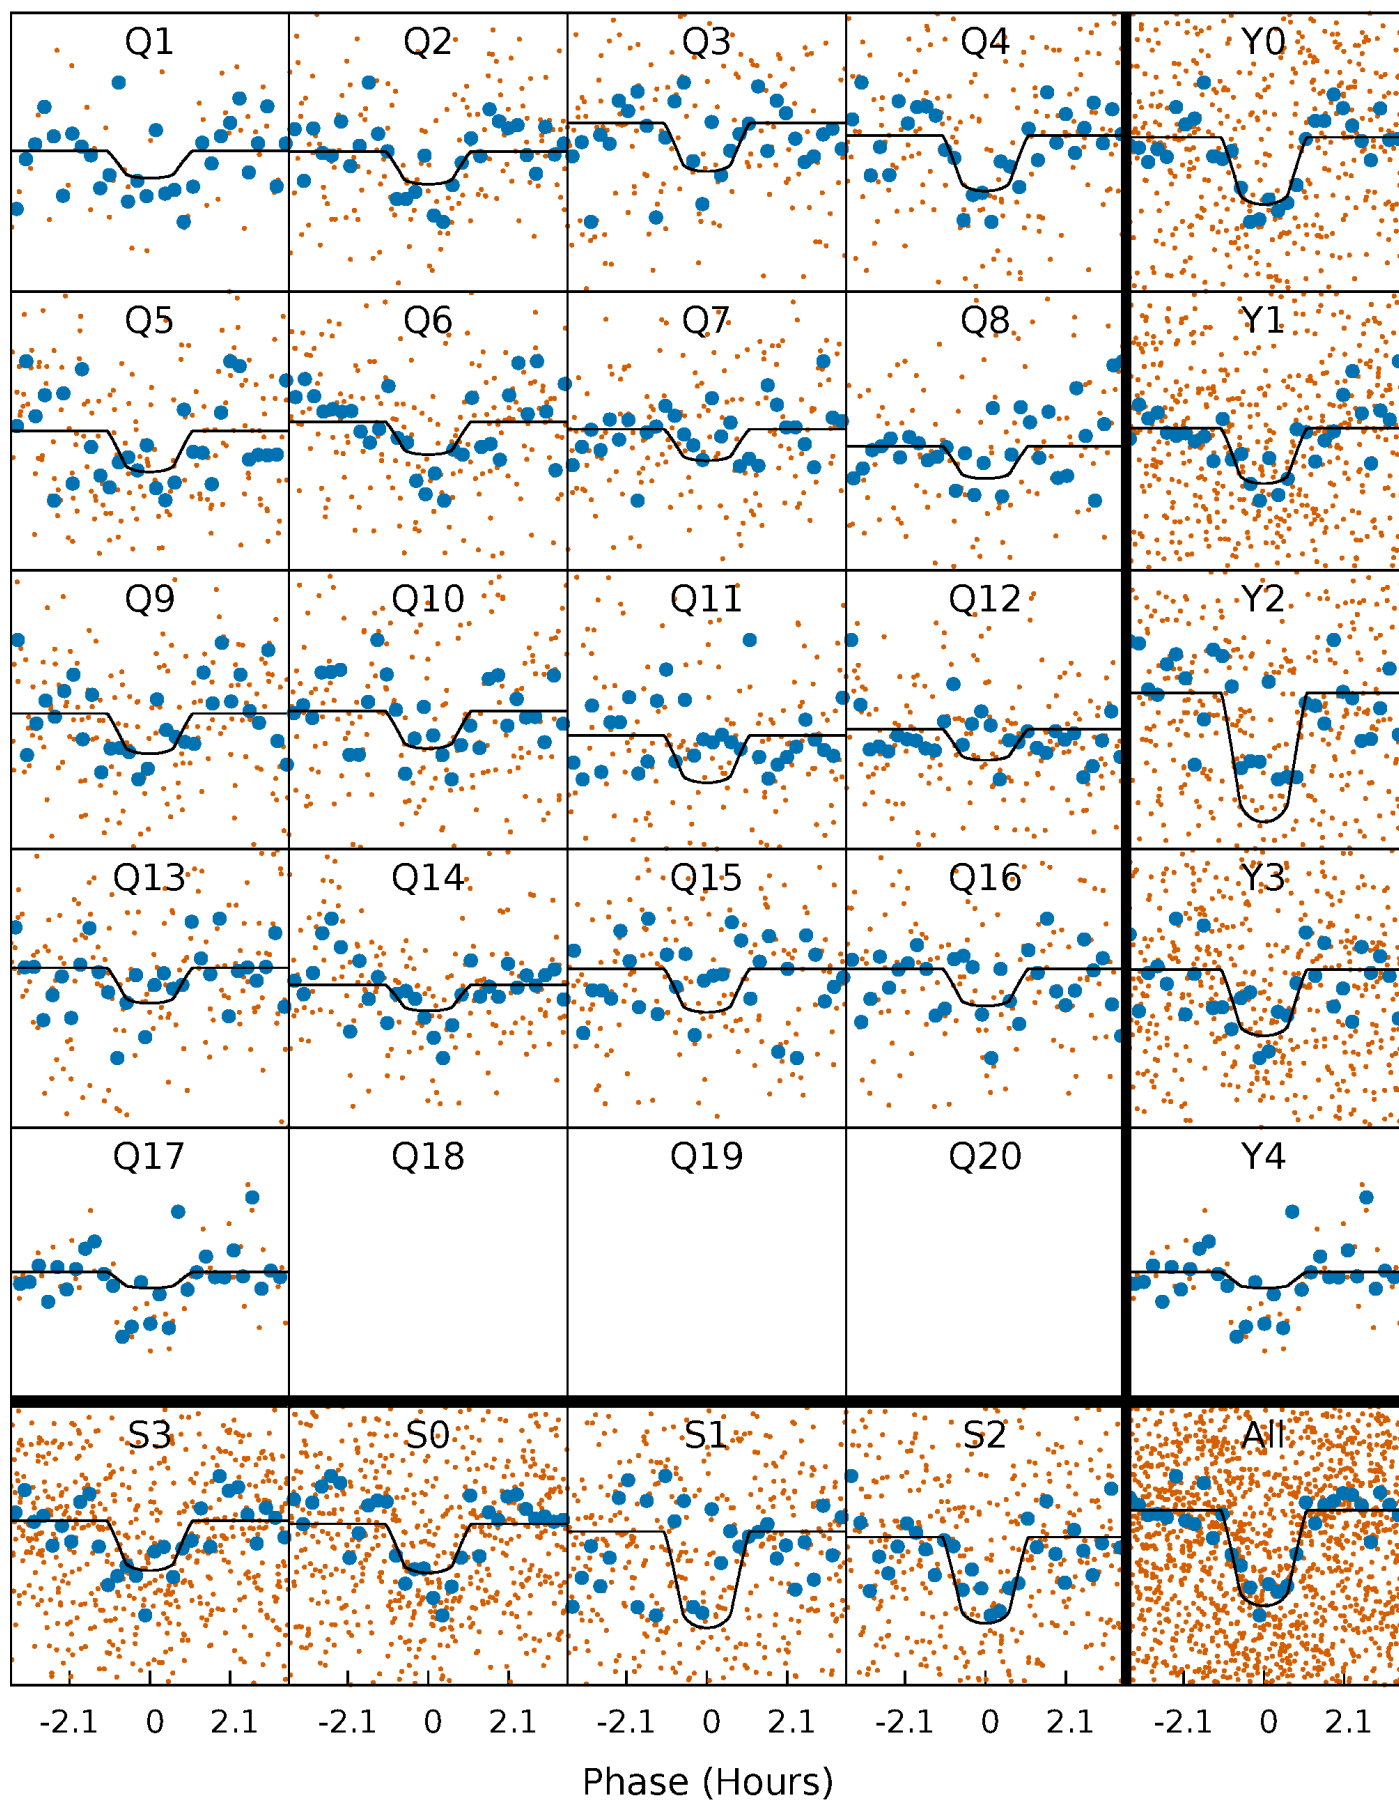 Q1 Q2 Q3 Q4 Y0
Q5 Q6 Q7 Q8 Y1
Q9 Q10 Q11 Q12 Y2
Q13 Q14 Q15 Q16 Y3
Q17 Q18 Q19 Q20 Y4
S3 S0 S1 S2 All
-2.1 0 2.1 -2.1 0 2.1 -2.1 0 2.1 -2.1 0 2.1 -2.1 0 2.1
Phase (Hours)